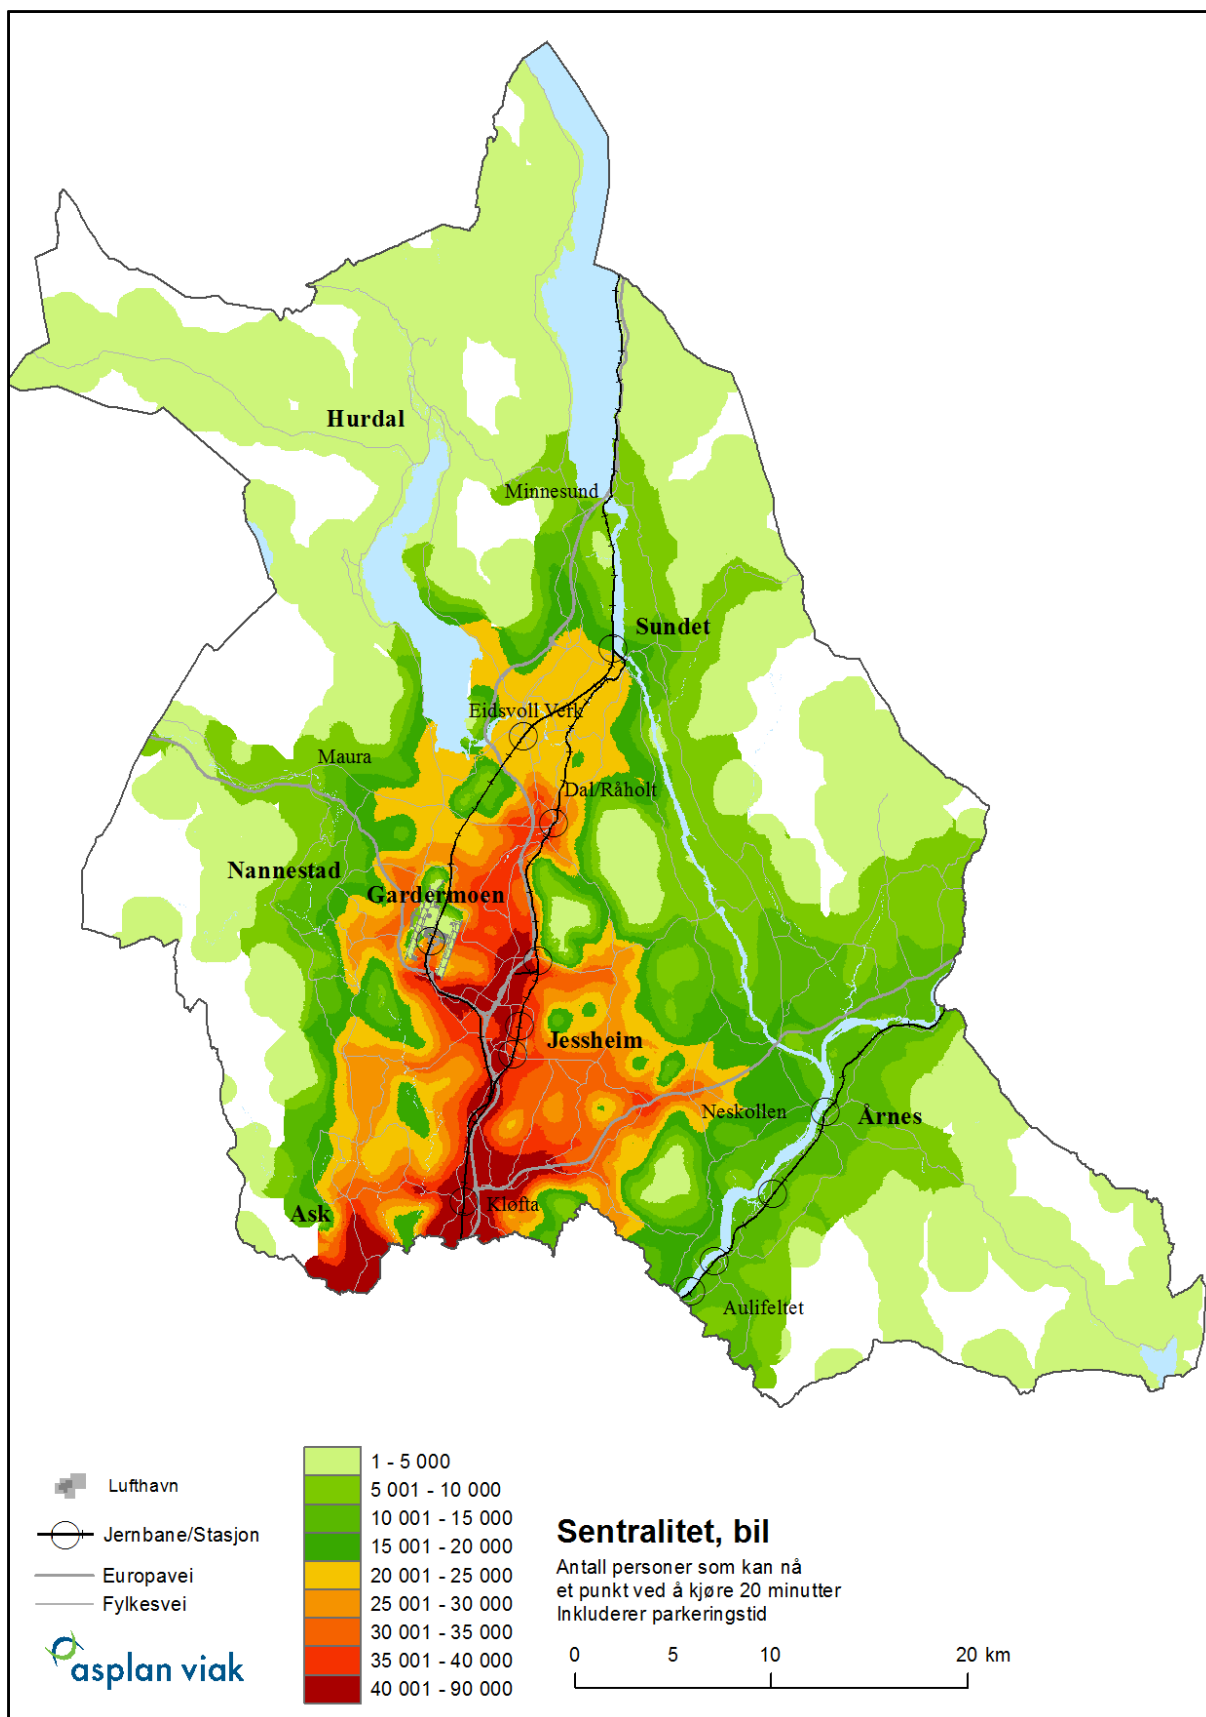 Hurdal
Minnesund
Sundet
Eidsvoll Verk
Maura
Dal/Råholt
Nannestad
Gardermoen
Jessheim
Neskollen
Årnes
Ask
Kløfta
Aulifeltet
Lufthavn
Jernbane/Stasjon
Europavei
Fylkesvei
asplan viak
1 - 5 000
5 001 - 10 000
10 001 - 15 000
15 001 - 20 000
20 001 - 25 000
25 001 - 30 000
30 001 - 35 000
35 001 - 40 000
40 001 - 90 000
Sentralitet, bil
Antall personer som kan nå
et punkt ved å kjøre 20 minutter
Inkluderer parkeringstid
0 5 10 20 km